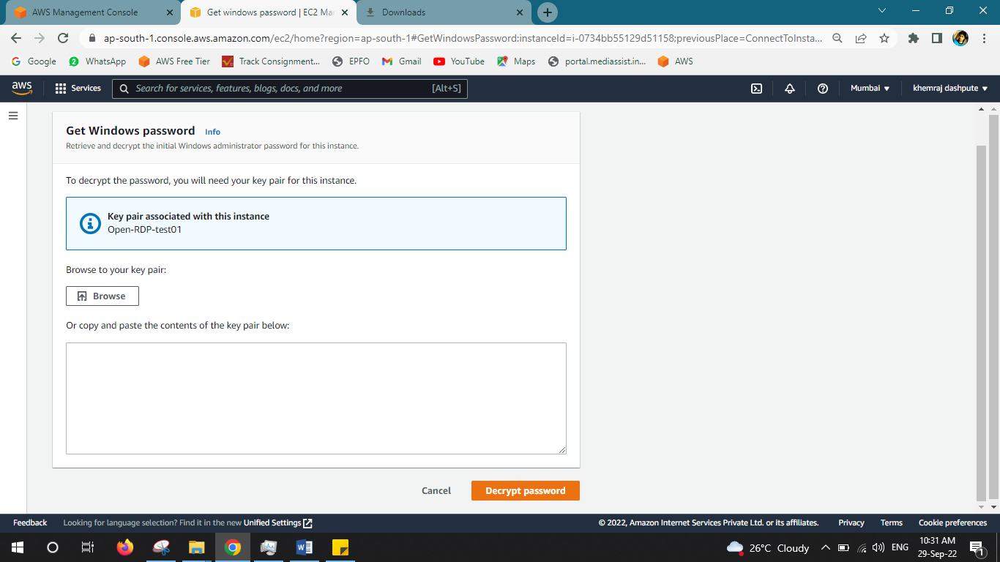 AWS Management Console
Get windows password | EC2 Ma
Downloads
ap-south-1.console.aws.amazon.com/ec2/home?region=ap-south-1#GetWindowsPassword:instanceId=i-0734bb55129d51158;previousPlace=ConnectToInsta...
Google
2
WhatsApp
AWS Free Tier
Track Consignment...
EPFO
Gmail
YouTube
Maps
portal.mediassist.in...
AWS
aws
Services
Search for services, features, blogs, docs, and more
[Alt+S]
Mumbai
khemraj dashpute
Get Windows password Info
Retrieve and decrypt the initial Windows administrator password for this instance.
To decrypt the password, you will need your key pair for this instance.
Key pair associated with this instance
Open-RDP-test01
Browse to your key pair:
Browse
Or copy and paste the contents of the key pair below:
Cancel
Decrypt password
Feedback
Looking for language selection? Find it in the new Unified Settings
© 2022, Amazon Internet Services Private Ltd. or its affiliates.
Privacy
Terms
Cookie preferences
26°C Cloudy
ENG
10:31 AM
29-Sep-22
1